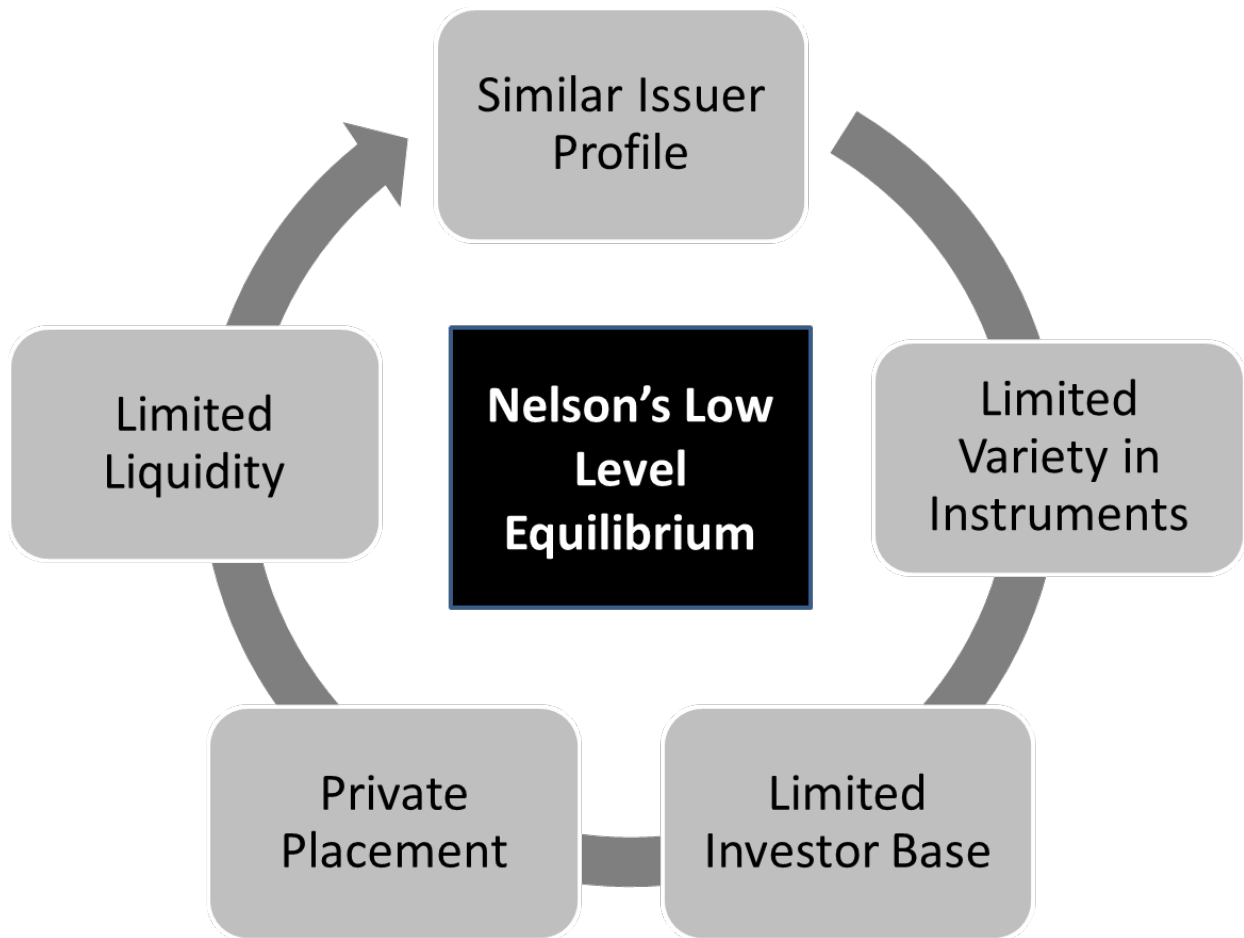 Similar Issuer
Profile
Limited
Variety in
Instruments
Limited
Investor Base
Private
Placement
Limited
Liquidity
Nelson’s Low
Level
Equilibrium